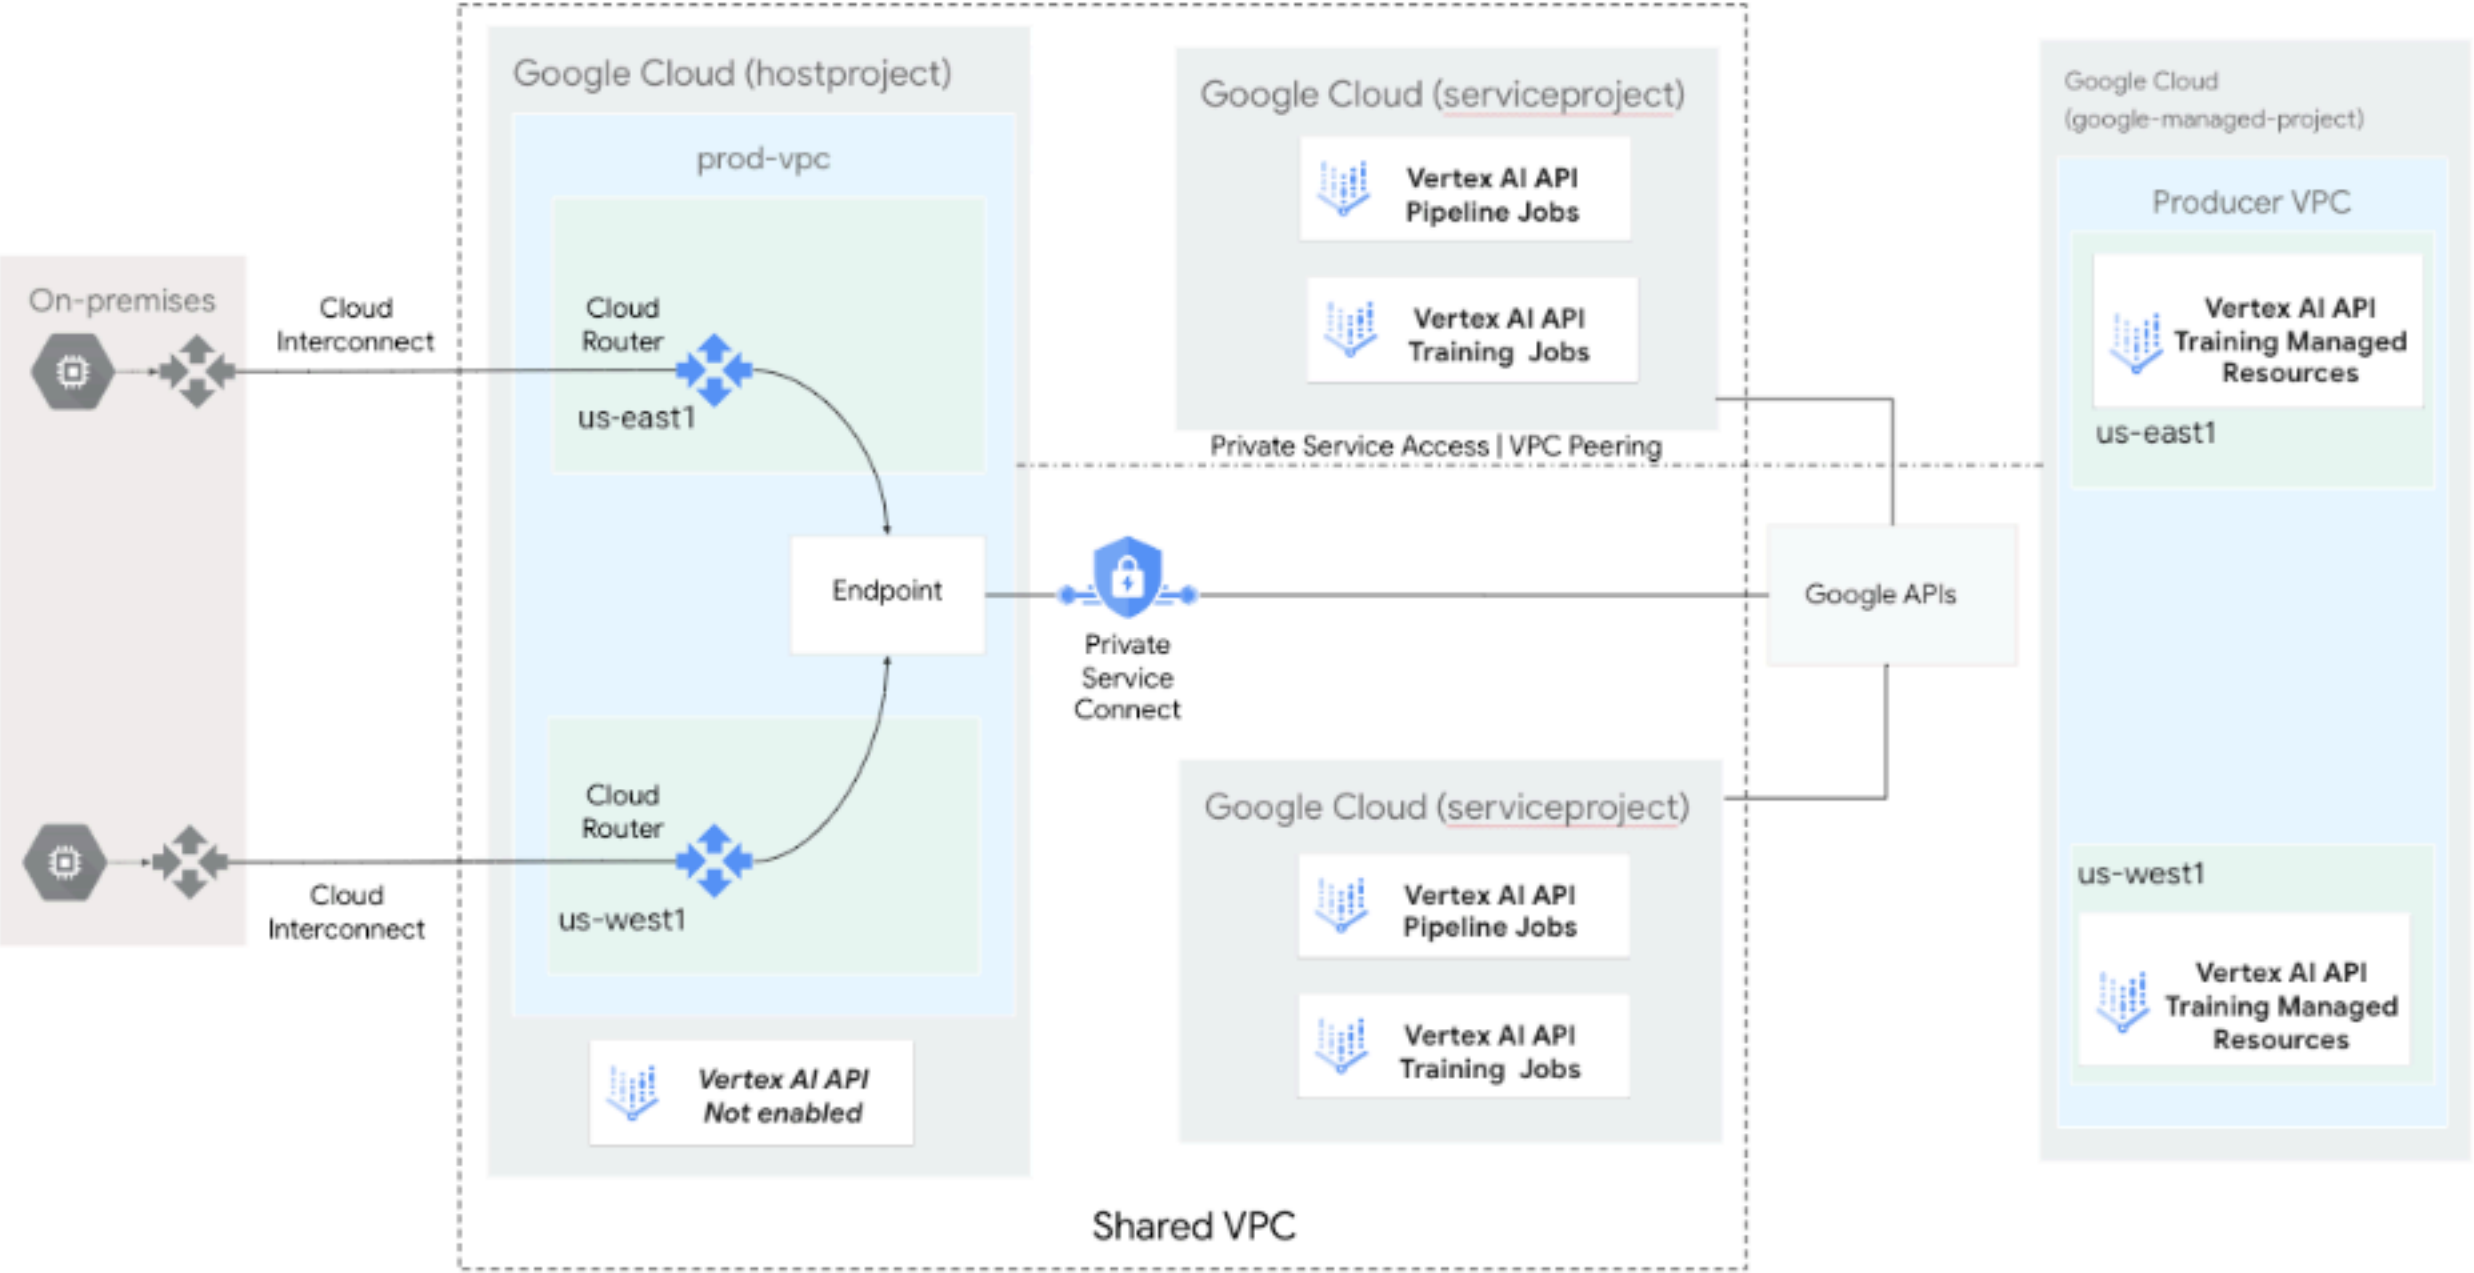 Google Cloud (hostproject)
prod-vpc
On-premises
Cloud
Interconnect
Cloud
Router
us-east1
Endpoint
Cloud
Router
us-west1
Cloud
Interconnect
Vertex AI API
Not enabled
Google Cloud (serviceproject)
Vertex AI API
Pipeline Jobs
Vertex AI API
Training Jobs
Private Service Access | VPC Peering
Private
Service
Connect
Google APIs
Google Cloud (serviceproject)
Vertex AI API
Pipeline Jobs
Vertex AI API
Training Jobs
Shared VPC
Google Cloud
(google-managed-project)
Producer VPC
Vertex AI API
Training Managed
Resources
us-east1
us-west1
Vertex AI API
Training Managed
Resources